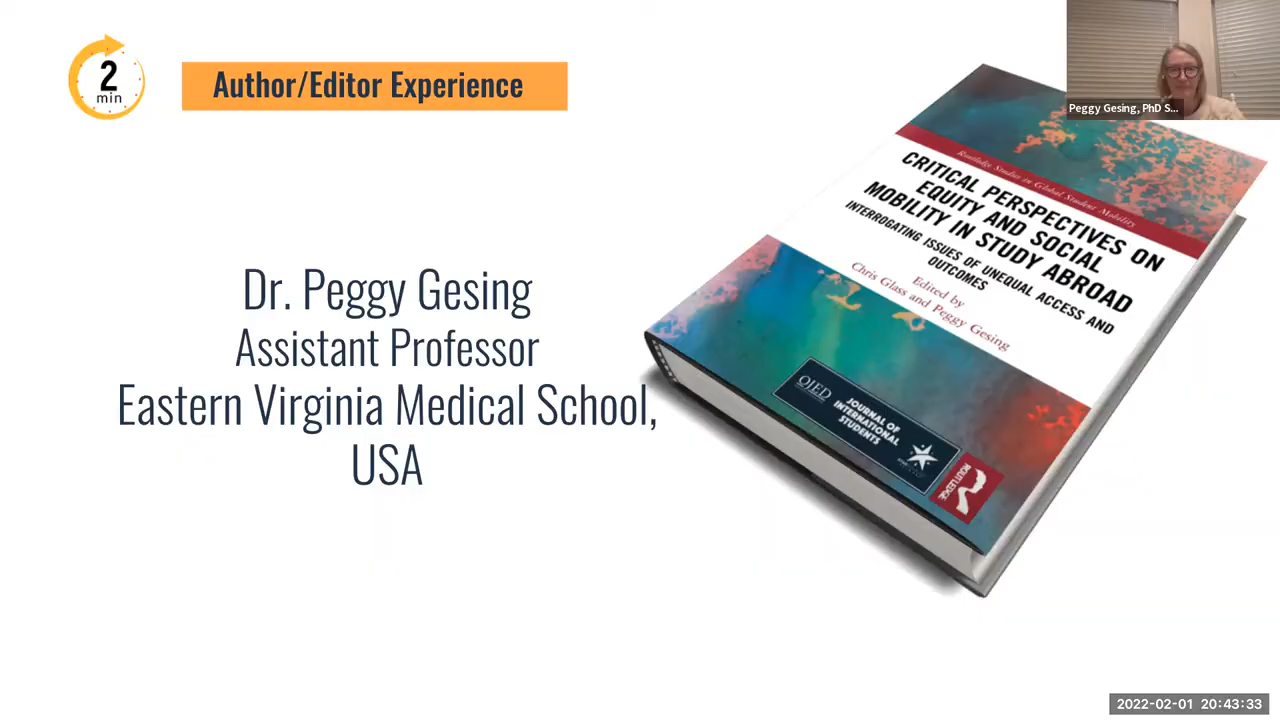 2
min
Author/Editor Experience
Dr. Peggy Gesing
Assistant Professor
Eastern Virginia Medical School,
USA
Peggy Gesing, PhD S...
Routledge Studies in Global Student Mobility
CRITICAL PERSPECTIVES ON
EQUITY AND SOCIAL
MOBILITY IN STUDY ABROAD
INTERROGATING ISSUES OF UNEQUAL ACCESS AND
OUTCOMES
Edited by
Chris Glass and Peggy Gesing
OJED
JOURNAL OF
INTERNATIONAL
STUDENTS
ROUTLEDGE
2022-02-01 20:43:33